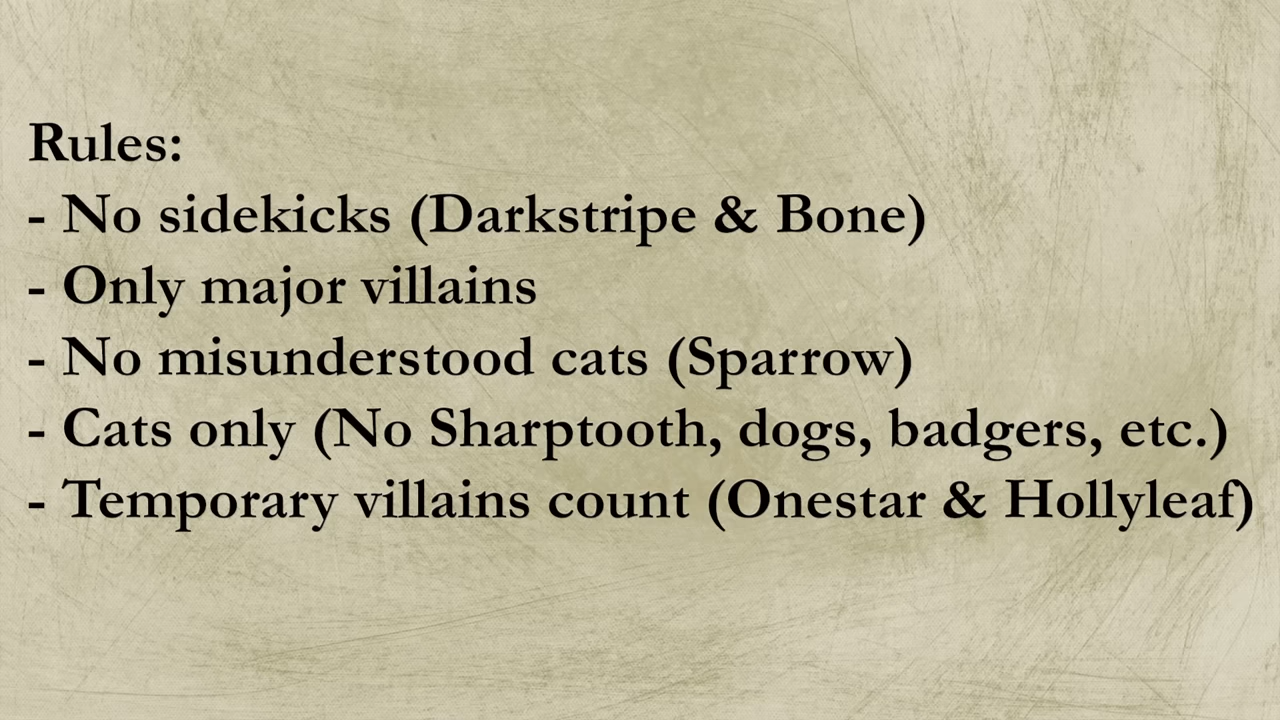 Rules:
- No sidekicks (Darkstripe & Bone)
- Only major villains
- No misunderstood cats (Sparrow)
- Cats only (No Sharptooth, dogs, badgers, etc.)
- Temporary villains count (Onestar & Hollyleaf)